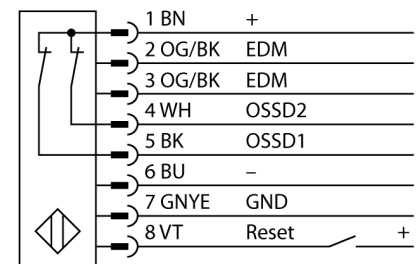 1 BN +
2 OG/BK EDM
3 OG/BK EDM
4 WH OSSD2
5 BK OSSD1
6 BU –
7 GNYE GND
8 VT Reset +